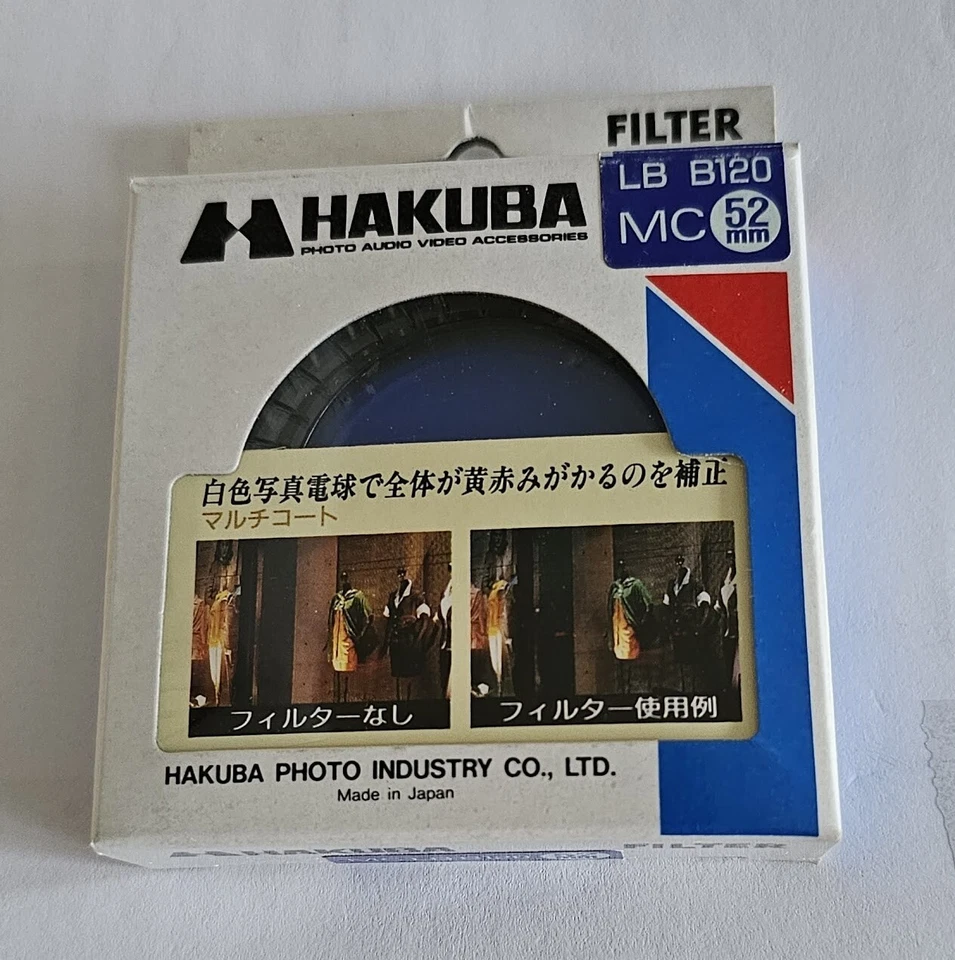 FILTER
LB B120
MC 52
mm
HAKUBA
PHOTO AUDIO VIDEO ACCESSORIES
白色写真電球で全体が黄赤みがかるのを補正
マルチコート
フィルターなし
フィルター使用例
HAKUBA PHOTO INDUSTRY CO., LTD.
Made in Japan
HAKUBA
FILTER